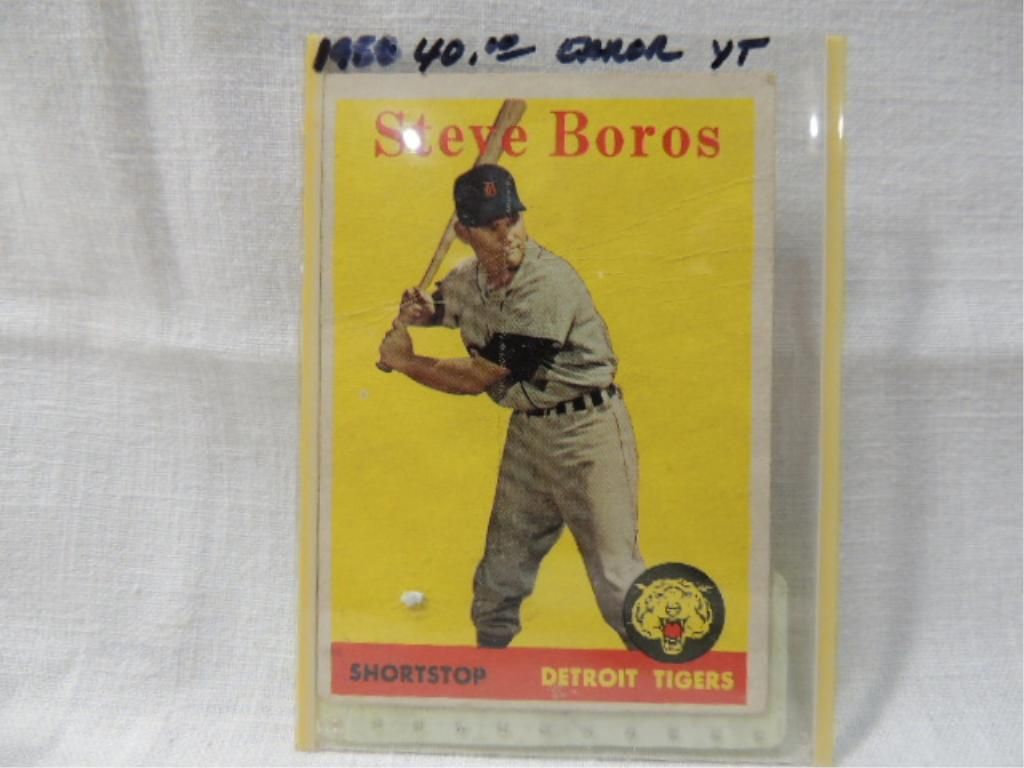 1958 40.00 ERROR YT
Steve Boros
SHORTSTOP DETROIT TIGERS